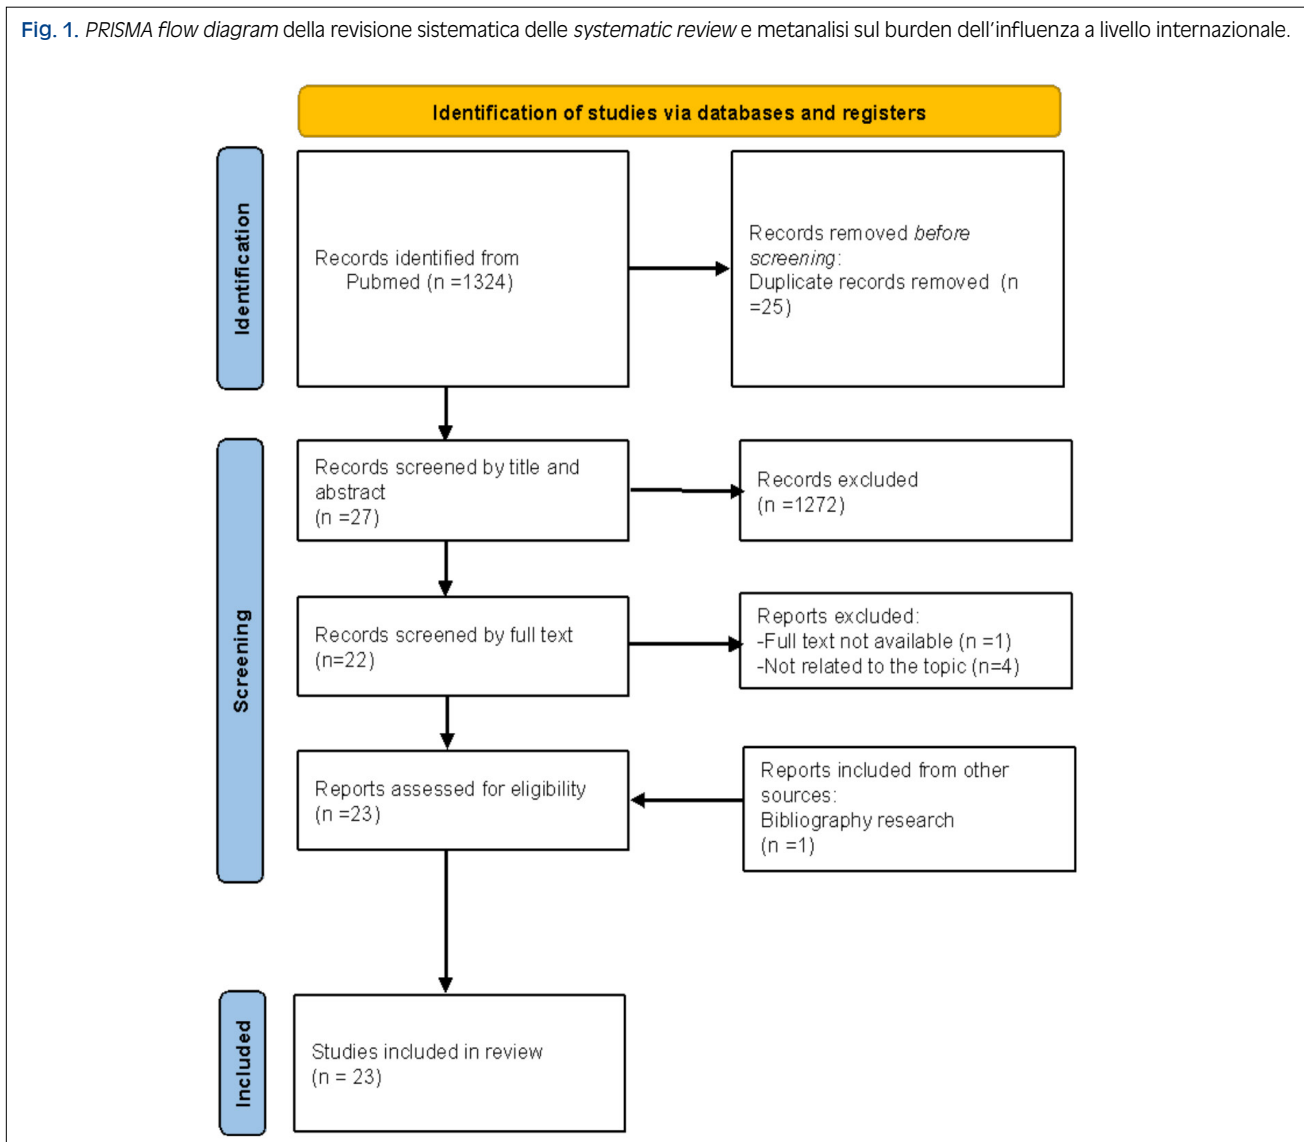 Fig. 1. PRISMA flow diagram della revisione sistematica delle systematic review e metanalisi sul burden dell'influenza a livello internazionale.
Identification of studies via databases and registers
Identification
Records identified from
Pubmed (n =1324)
Records removed before
screening:
Duplicate records removed (n
=25)
Screening
Records screened by title and
abstract
(n =27)
Records excluded
(n =1272)
Records screened by full text
(n=22)
Reports excluded:
-Full text not available (n =1)
-Not related to the topic (n=4)
Reports assessed for eligibility
(n =23)
Reports included from other
sources:
Bibliography research
(n =1)
Included
Studies included in review
(n = 23)